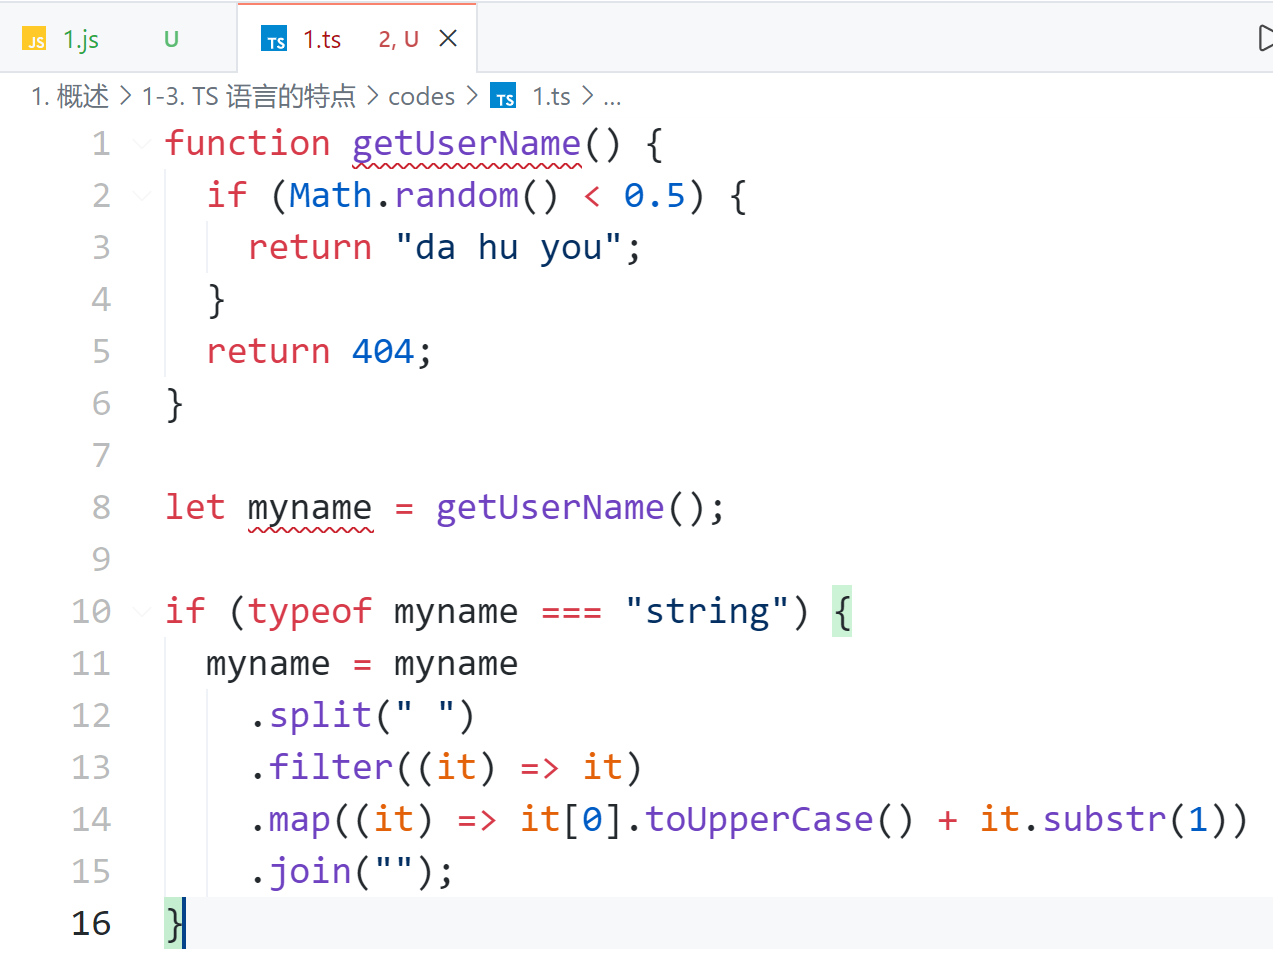 JS 1.js U TS 1.ts 2, U
1. 概述 > 1-3. TS 语言的特点 > codes > TS 1.ts > ...
1 function getUserName() {
2 if (Math.random() < 0.5) {
3 return "da hu you";
4 }
5 return 404;
6 }
7
8 let myname = getUserName();
9
10 if (typeof myname === "string") {
11 myname = myname
12 .split(" ")
13 .filter((it) => it)
14 .map((it) => it[0].toUpperCase() + it.substr(1))
15 .join("");
16 }